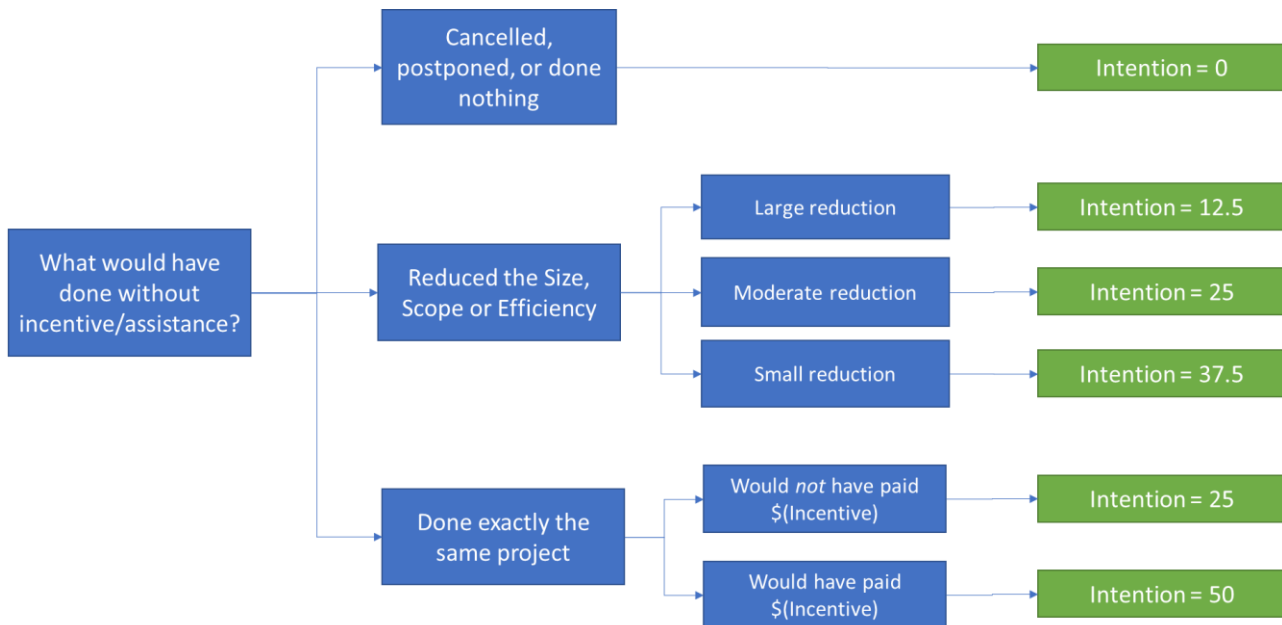 Cancelled,
postponed, or done
nothing
Intention = 0
What would have
done without
incentive/assistance?
Reduced the Size,
Scope or Efficiency
Large reduction
Intention = 12.5
Moderate reduction
Intention = 25
Small reduction
Intention = 37.5
Done exactly the
same project
Would not have paid
$(Incentive)
Intention = 25
Would have paid
$(Incentive)
Intention = 50